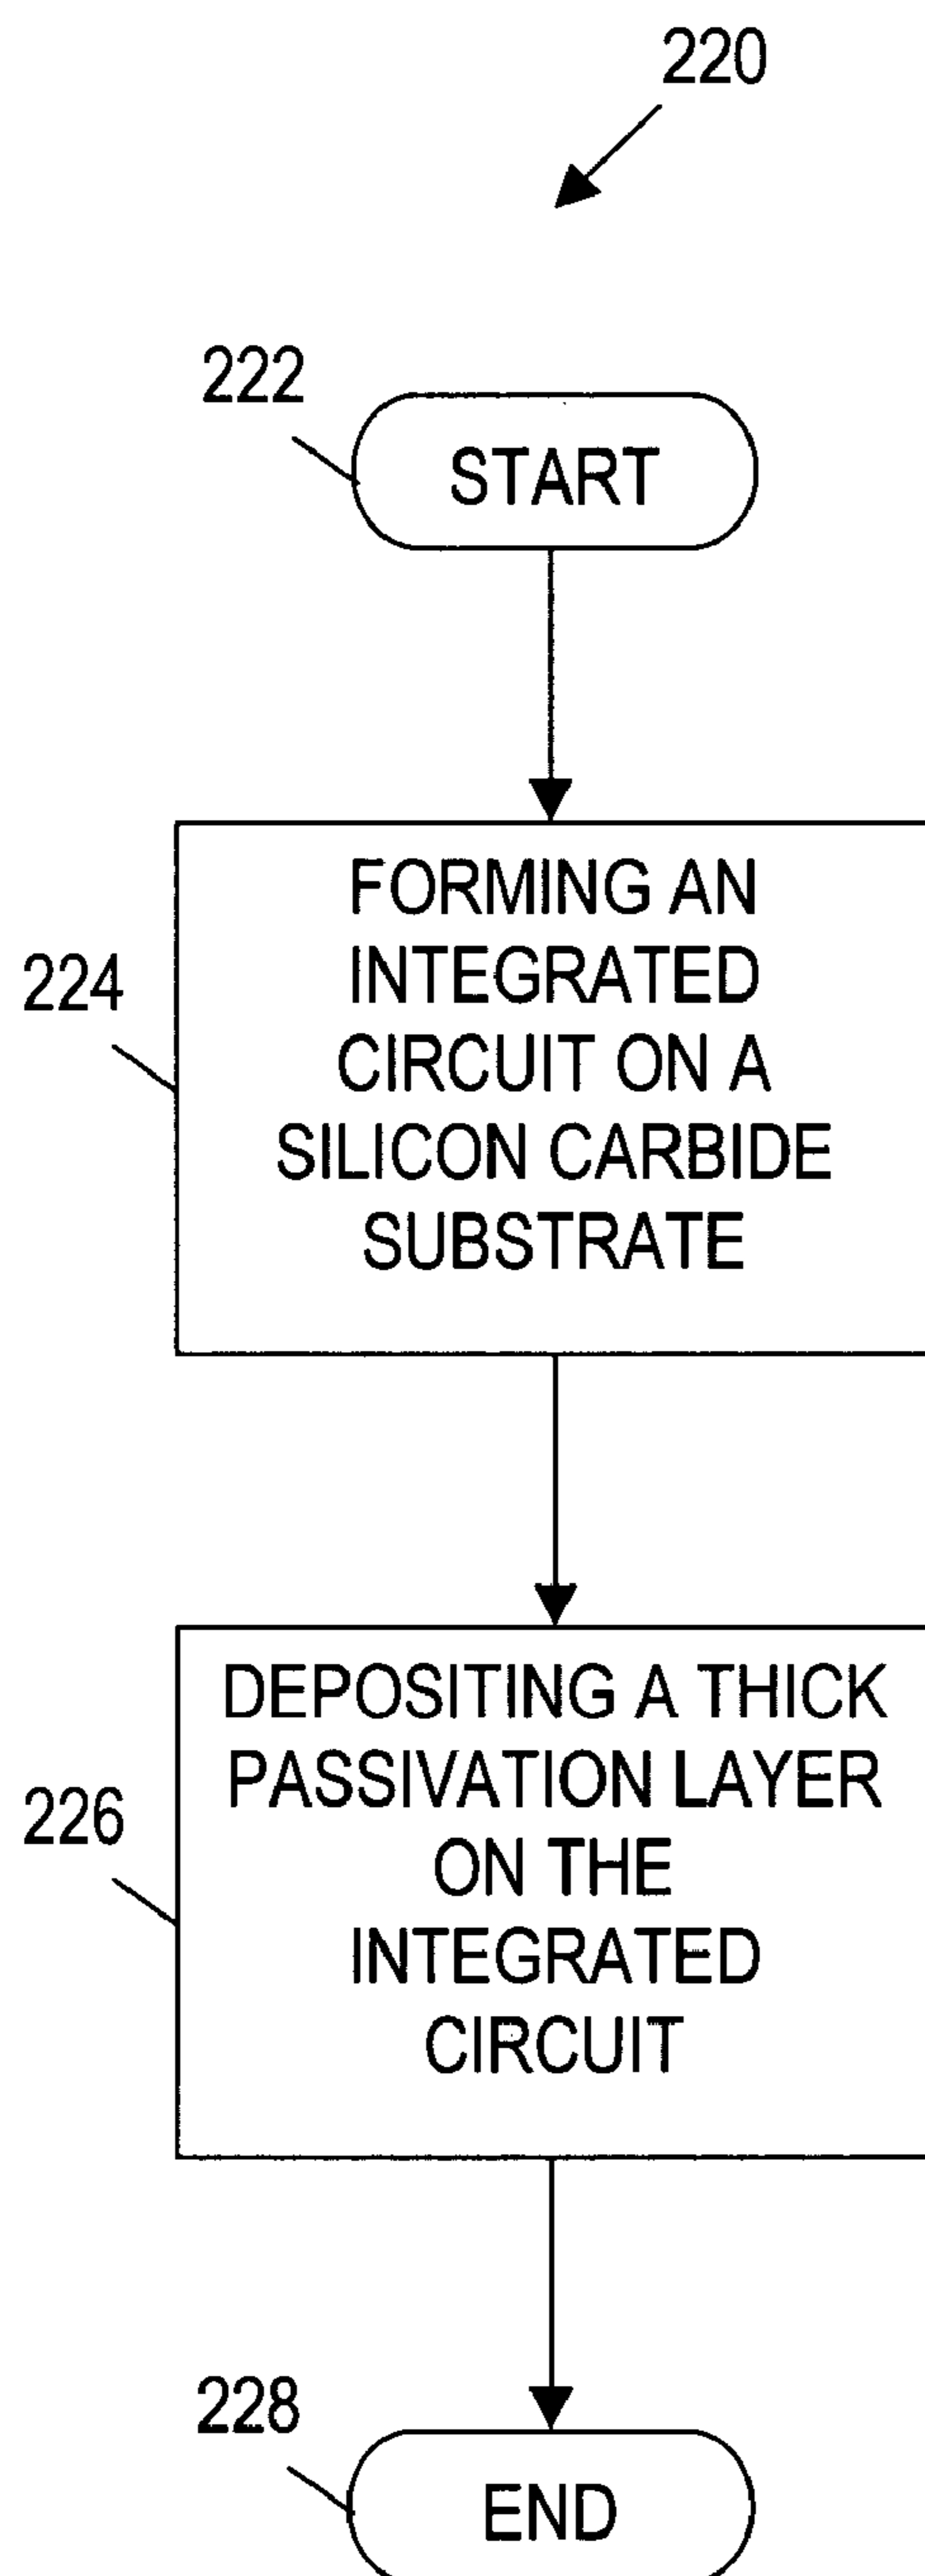 220
222
START
224
FORMING AN
INTEGRATED
CIRCUIT ON A
SILICON CARBIDE
SUBSTRATE
226
DEPOSITING A THICK
PASSIVATION LAYER
ON THE
INTEGRATED
CIRCUIT
228
END